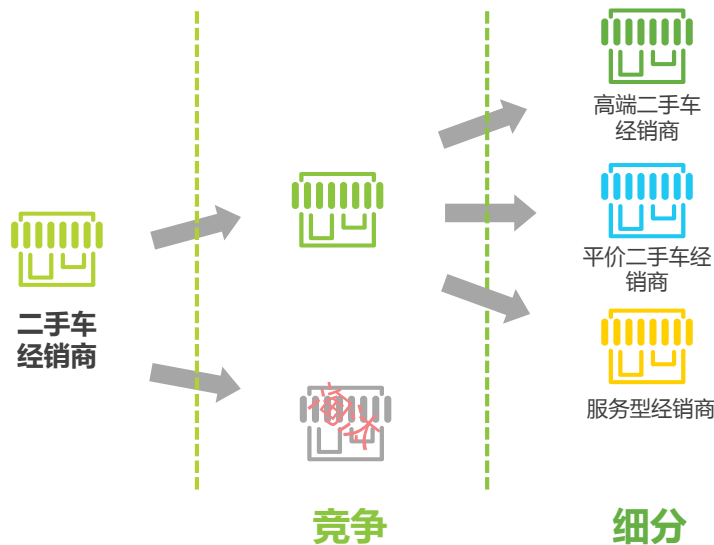 高端二手车
经销商
平价二手车经
销商
二手车
经销商
淘汰
服务型经销商
竞争
细分